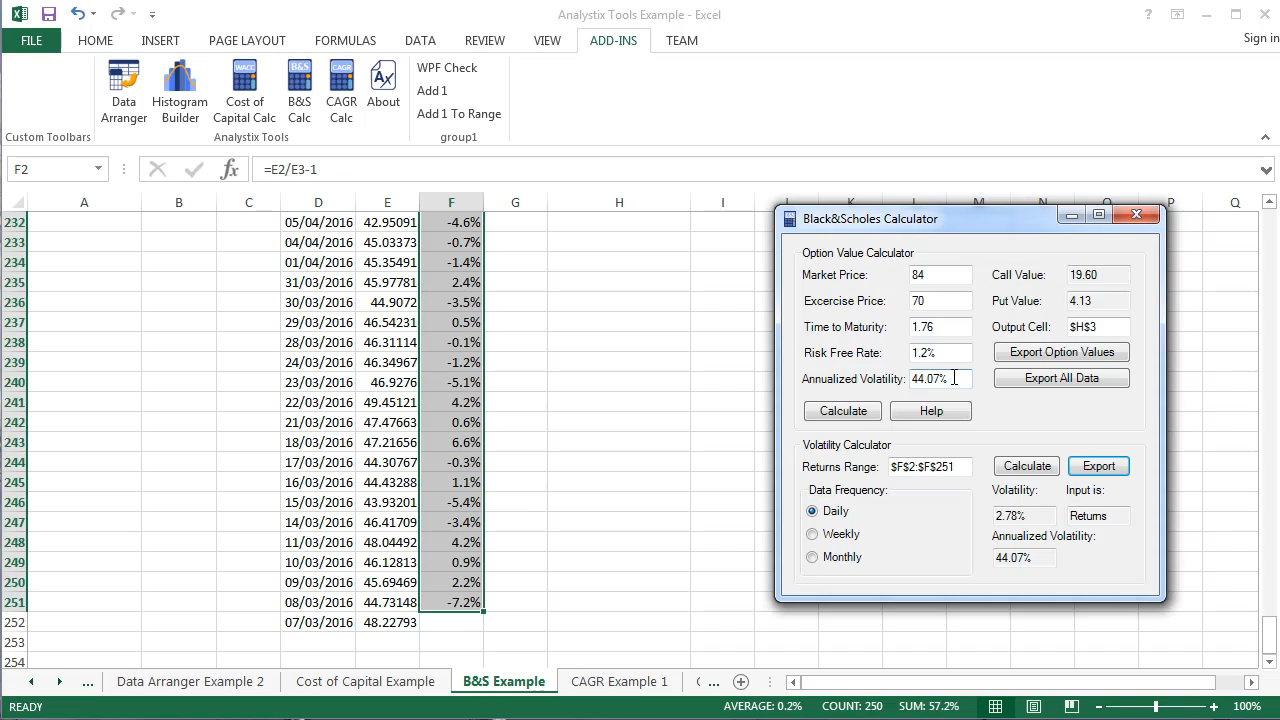 Analystix Tools Example - Excel
FILE HOME INSERT PAGE LAYOUT FORMULAS DATA REVIEW VIEW ADD-INS TEAM Sign in
WACC B&S CAGR Ax
Data Arranger
Histogram Builder
Cost of Capital Calc
B&S Calc
CAGR Calc
About
WPF Check
Add 1
Add 1 To Range
Custom Toolbars Analystix Tools group1
F2 fx =E2/E3-1
A B C D E F G H I J K L M N O P Q
232 05/04/2016 42.95091 -4.6%
233 04/04/2016 45.03373 -0.7%
234 01/04/2016 45.35491 -1.4%
235 31/03/2016 45.97781 2.4%
236 30/03/2016 44.9072 -3.5%
237 29/03/2016 46.54231 0.5%
238 28/03/2016 46.31114 -0.1%
239 24/03/2016 46.34967 -1.2%
240 23/03/2016 46.9276 -5.1%
241 22/03/2016 49.45121 4.2%
242 21/03/2016 47.47663 0.6%
243 18/03/2016 47.21656 6.6%
244 17/03/2016 44.30767 -0.3%
245 16/03/2016 44.43288 1.1%
246 15/03/2016 43.93201 -5.4%
247 14/03/2016 46.41709 -3.4%
248 11/03/2016 48.04492 4.2%
249 10/03/2016 46.12813 0.9%
250 09/03/2016 45.69469 2.2%
251 08/03/2016 44.73148 -7.2%
252 07/03/2016 48.22793
253
254
Black&Scholes Calculator
Option Value Calculator
Market Price: 84 Call Value: 19.60
Excercise Price: 70 Put Value: 4.13
Time to Maturity: 1.76 Output Cell: $H$3
Risk Free Rate: 1.2% Export Option Values
Annualized Volatility: 44.07% Export All Data
Calculate Help
Volatility Calculator
Returns Range: $F$2:$F$251 Calculate Export
Data Frequency: Volatility: Input is:
Daily 2.78% Returns
Weekly Annualized Volatility:
Monthly 44.07%
... Data Arranger Example 2 Cost of Capital Example B&S Example CAGR Example 1 ...
READY AVERAGE: 0.2% COUNT: 250 SUM: 57.2% 100%